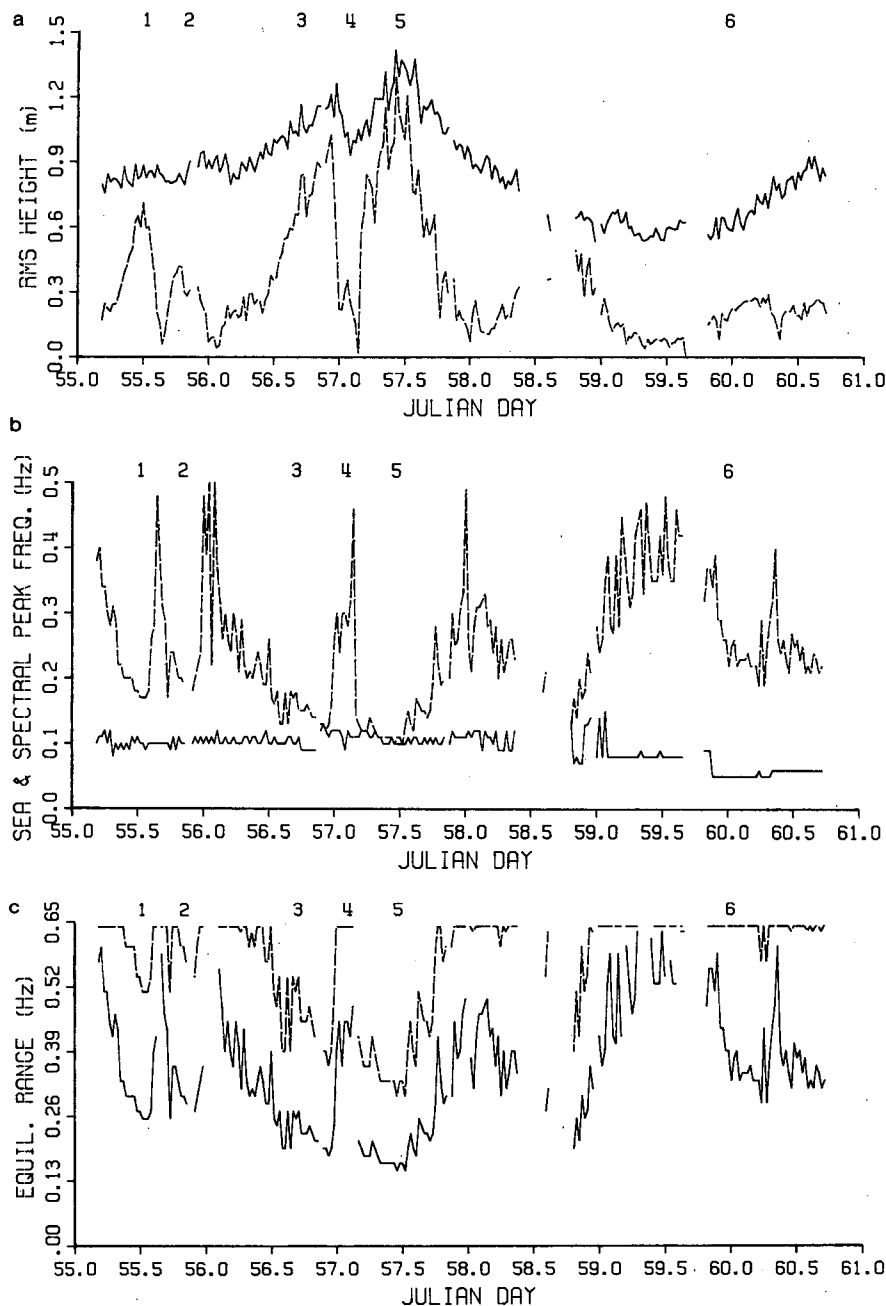 a
1 2 3 4 5 6
RMS HEIGHT (m)
1.5
1.2
0.9
0.6
0.3
0.0
55.0 55.5 56.0 56.5 57.0 57.5 58.0 58.5 59.0 59.5 60.0 60.5 61.0
JULIAN DAY
b
1 2 3 4 5 6
SEA & SPECTRAL PEAK FREQ. (Hz)
0.5
0.4
0.3
0.2
0.1
0.0
55.0 55.5 56.0 56.5 57.0 57.5 58.0 58.5 59.0 59.5 60.0 60.5 61.0
JULIAN DAY
c
1 2 3 4 5 6
EQUIL. RANGE (Hz)
0.65
0.52
0.39
0.26
0.13
.00
55.0 55.5 56.0 56.5 57.0 57.5 58.0 58.5 59.0 59.5 60.0 60.5 61.0
JULIAN DAY